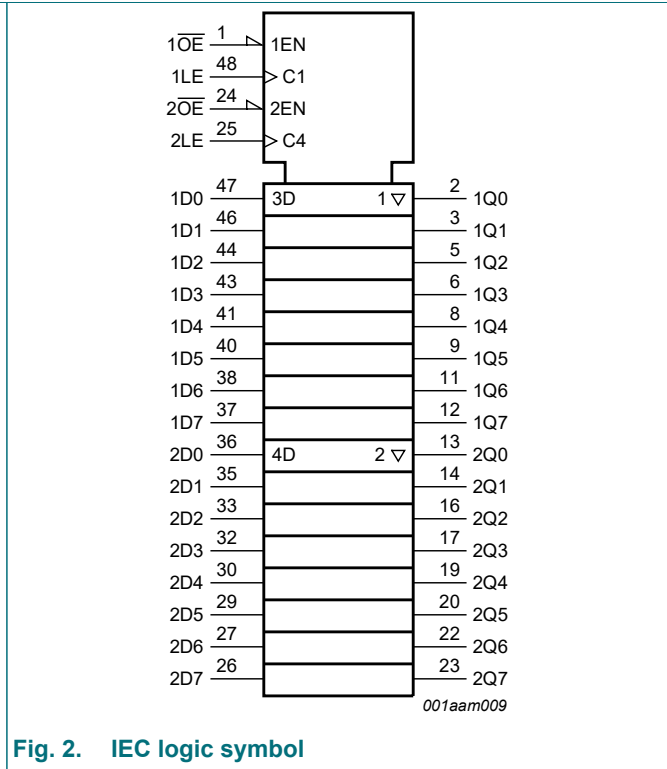 1OE 1 1EN
1LE 48 C1
2OE 24 2EN
2LE 25 C4
1D0 47 3D 1 ▽ 2 1Q0
1D1 46 3 1Q1
1D2 44 5 1Q2
1D3 43 6 1Q3
1D4 41 8 1Q4
1D5 40 9 1Q5
1D6 38 11 1Q6
1D7 37 12 1Q7
2D0 36 4D 2 ▽ 13 2Q0
2D1 35 14 2Q1
2D2 33 16 2Q2
2D3 32 17 2Q3
2D4 30 19 2Q4
2D5 29 20 2Q5
2D6 27 22 2Q6
2D7 26 23 2Q7
001aam009
Fig. 2. IEC logic symbol